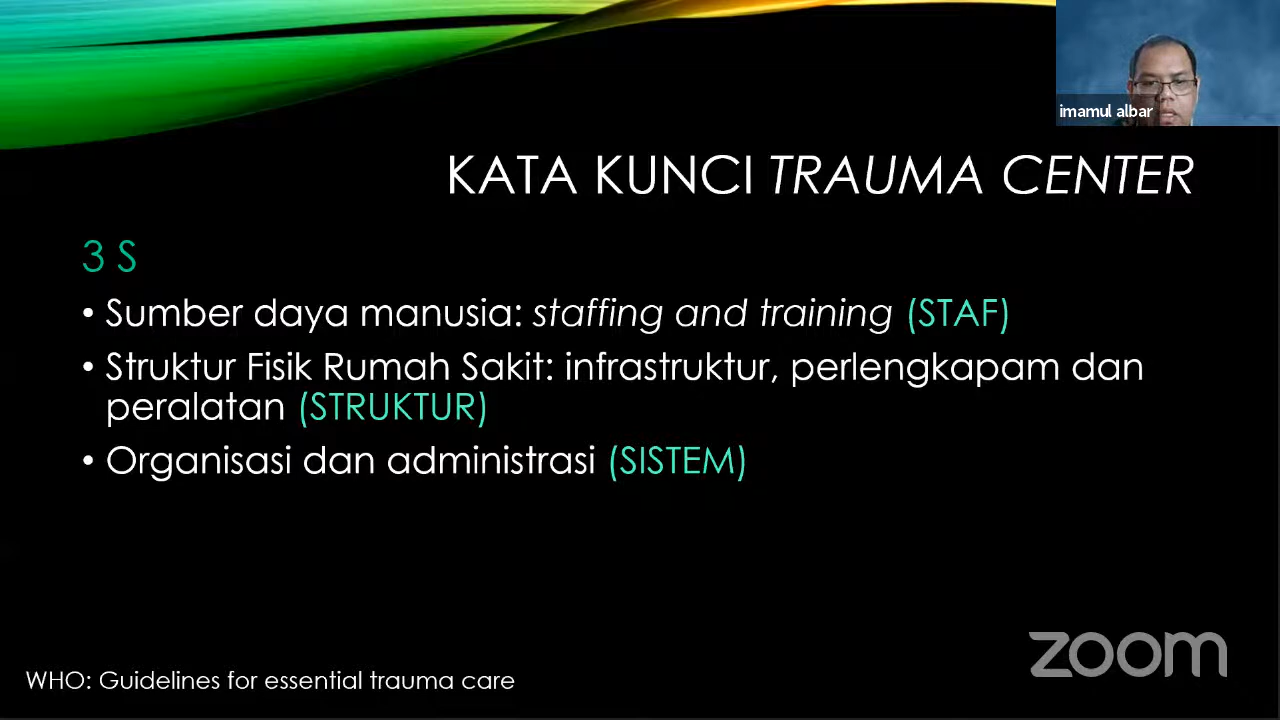 imamul albar
KATA KUNCI TRAUMA CENTER
3 S
• Sumber daya manusia: staffing and training (STAF)
• Struktur Fisik Rumah Sakit: infrastruktur, perlengkapam dan
peralatan (STRUKTUR)
• Organisasi dan administrasi (SISTEM)
zoom
WHO: Guidelines for essential trauma care